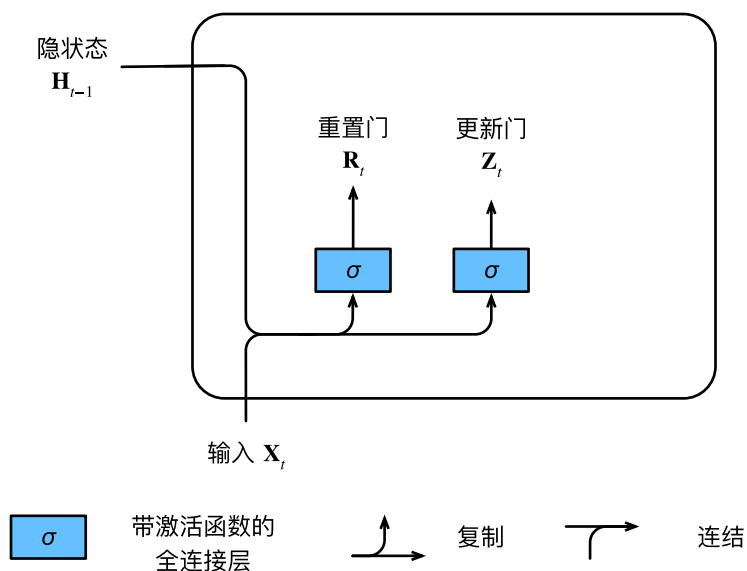 隐状态
H_{t−1}
重置门
R_t
更新门
Z_t
σ
σ
输入 X_t
σ
带激活函数的
全连接层
复制
连结